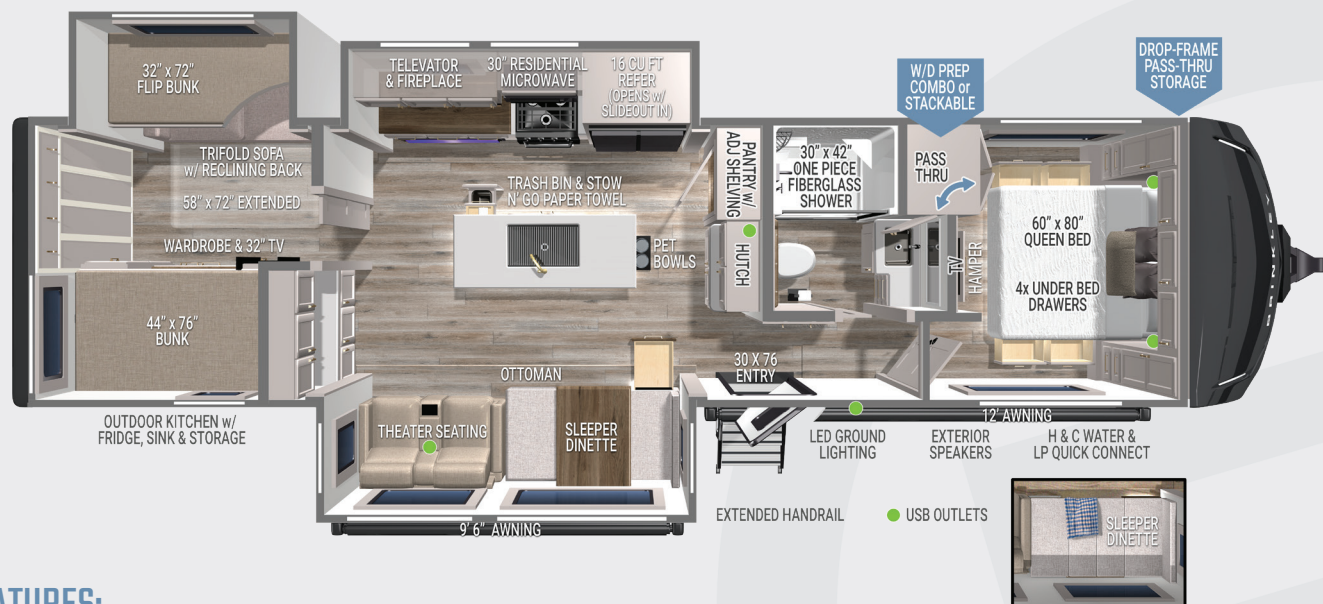 32" x 72"
FLIP BUNK
TELEVATOR
& FIREPLACE
30" RESIDENTIAL
MICROWAVE
16 CU FT
REFER
(OPENS w/
SLIDEOUT IN)
W/D PREP
COMBO or
STACKABLE
DROP-FRAME
PASS-THRU
STORAGE
TRIFOLD SOFA
w/ RECLINING BACK
58" x 72" EXTENDED
TRASH BIN & STOW
N' GO PAPER TOWEL
PANTRY w/
ADJ SHELVING
30" x 42"
ONE PIECE
FIBERGLASS
SHOWER
PASS
THRU
WARDROBE & 32" TV
PET
BOWLS
HUTCH
TV
HAMPER
60" x 80"
QUEEN BED
4x UNDER BED
DRAWERS
BRINKLEY
44" x 76"
BUNK
OTTOMAN
30 X 76
ENTRY
THEATER SEATING
SLEEPER
DINETTE
12' AWNING
OUTDOOR KITCHEN w/
FRIDGE, SINK & STORAGE
LED GROUND
LIGHTING
EXTERIOR
SPEAKERS
H & C WATER &
LP QUICK CONNECT
9' 6" AWNING
EXTENDED HANDRAIL
USB OUTLETS
SLEEPER
DINETTE
ATURES: